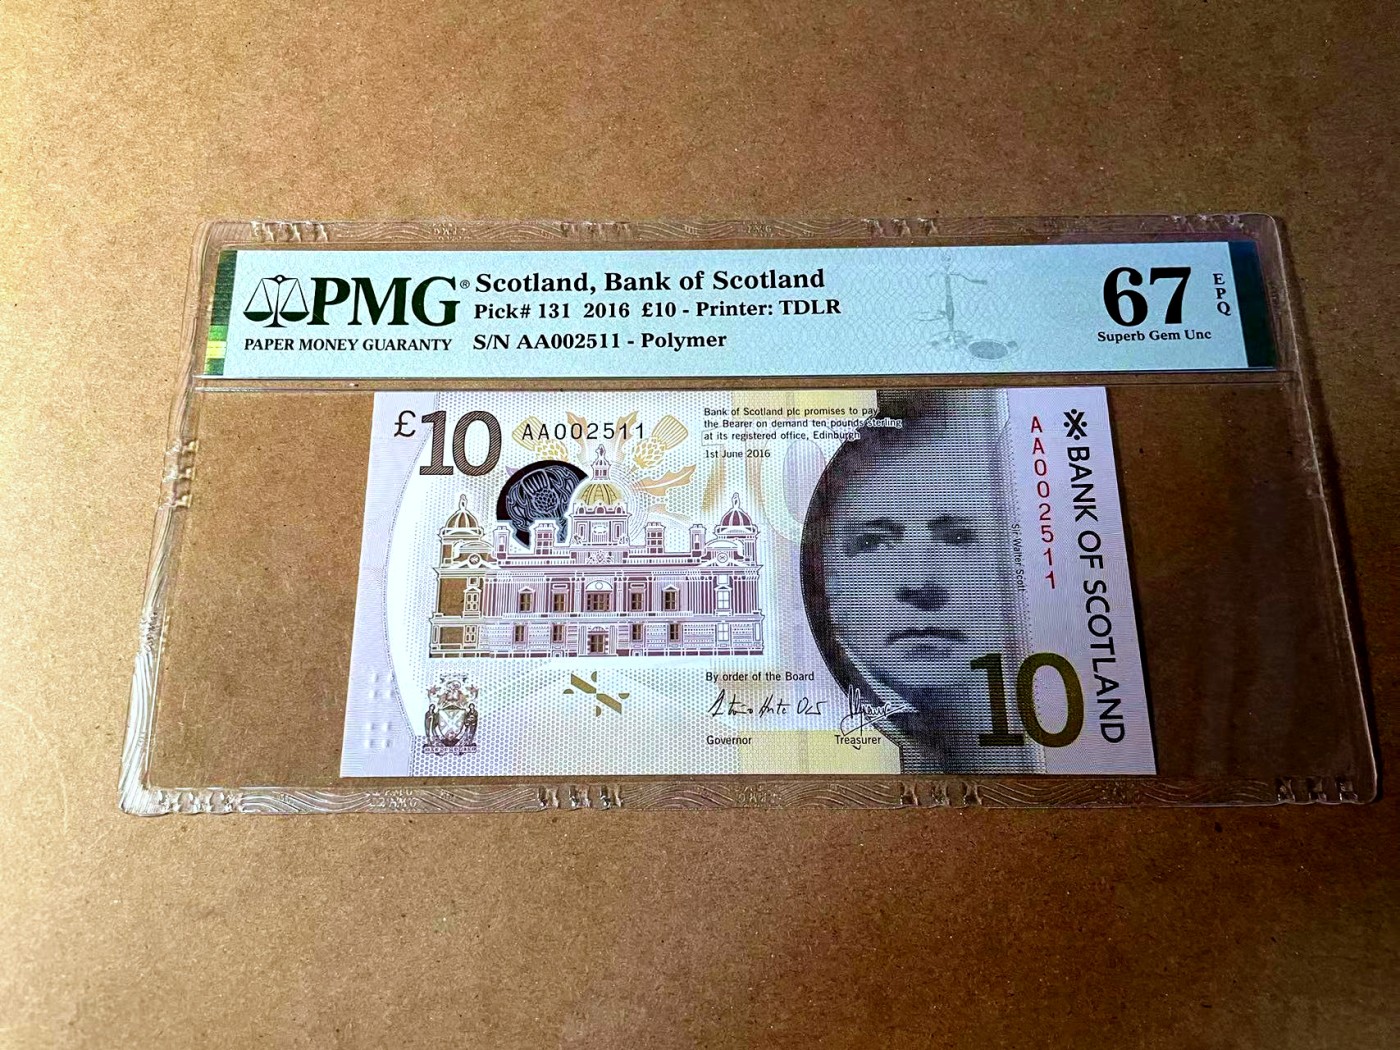 PMG®
PAPER MONEY GUARANTY
Scotland, Bank of Scotland
Pick# 131 2016 £10 - Printer: TDLR
S/N AA002511 - Polymer
67
EPQ
Superb Gem Unc
£10
AA002511
Bank of Scotland plc promises to pay
the Bearer on demand ten pounds sterling
at its registered office, Edinburgh
1st June 2016
By order of the Board
Governor
Treasurer
Sir Walter Scott
AA002511
BANK OF SCOTLAND
10